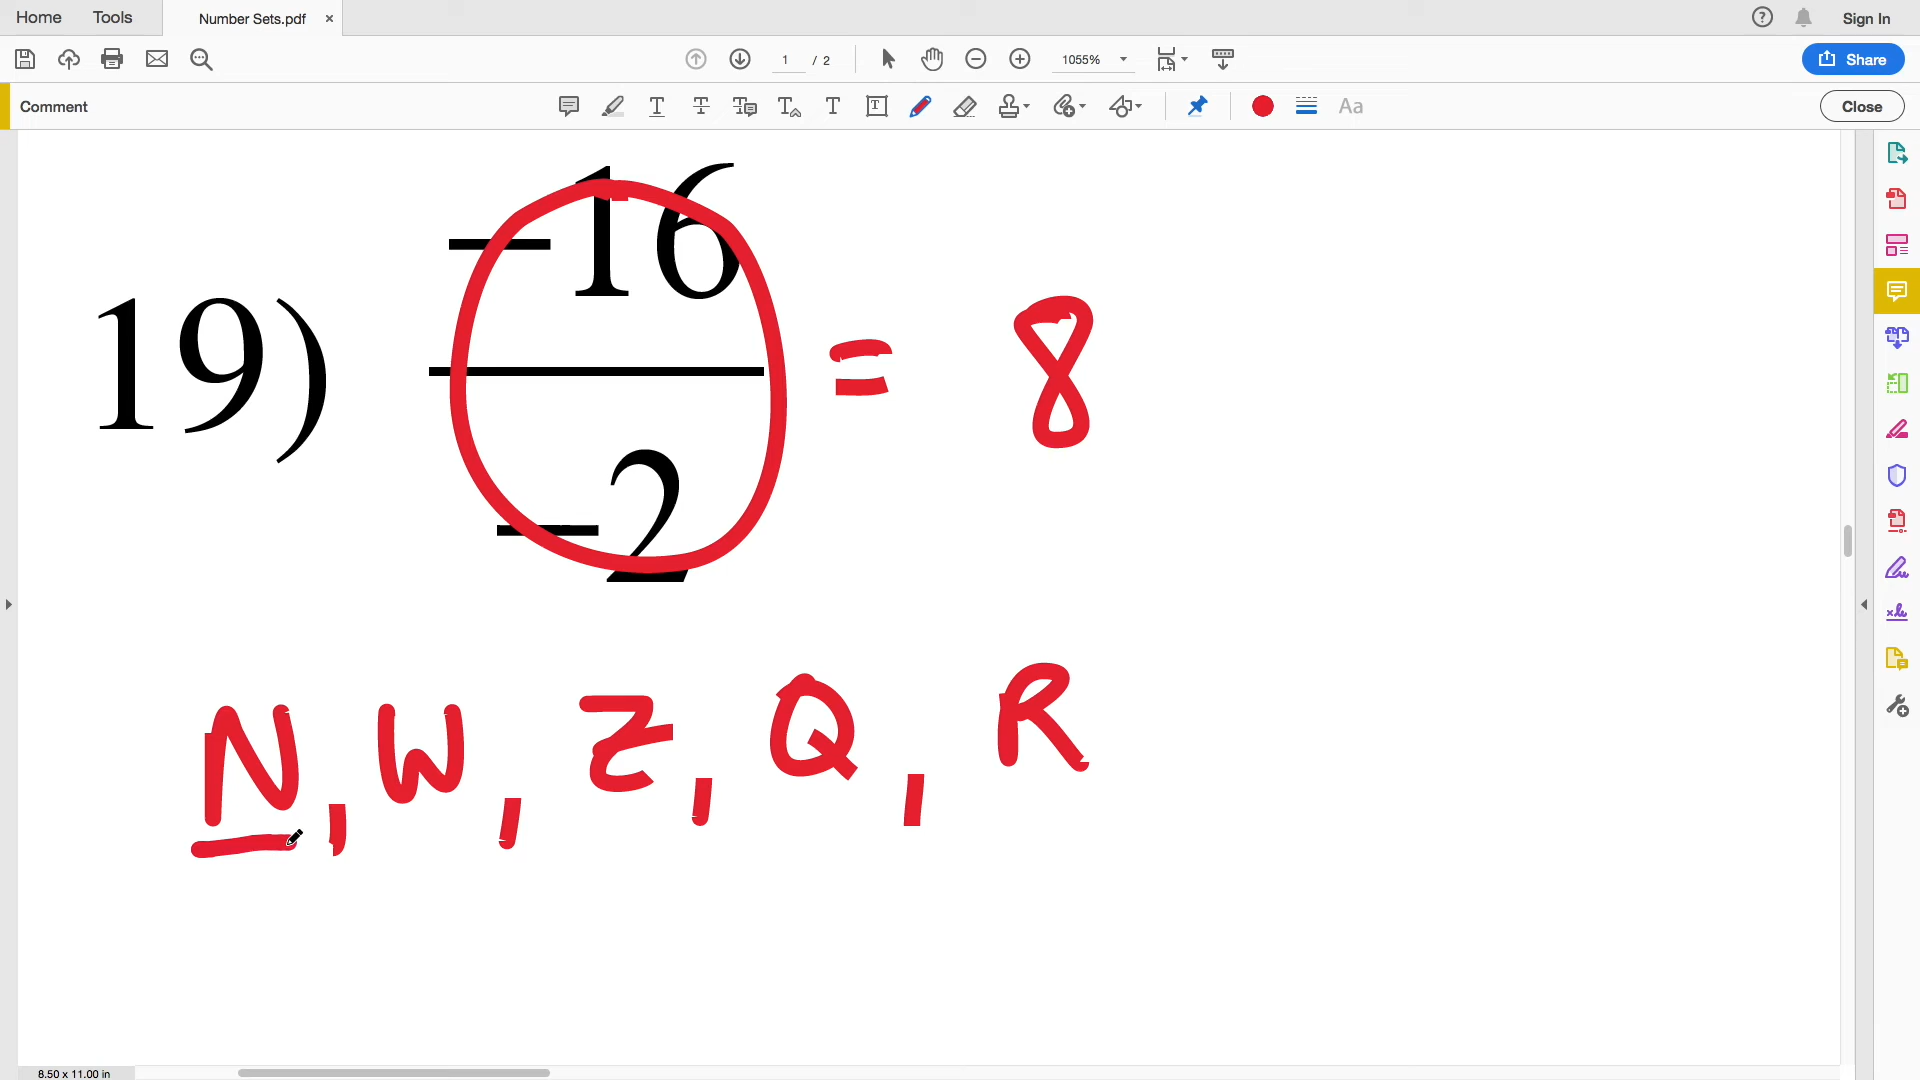 Home Tools Number Sets.pdf × Sign In
1 / 2 1055% Share
Comment T T T T T T Aa Close
−16
19) = 8
−2
N, W, Z, Q, R
8.50 x 11.00 in